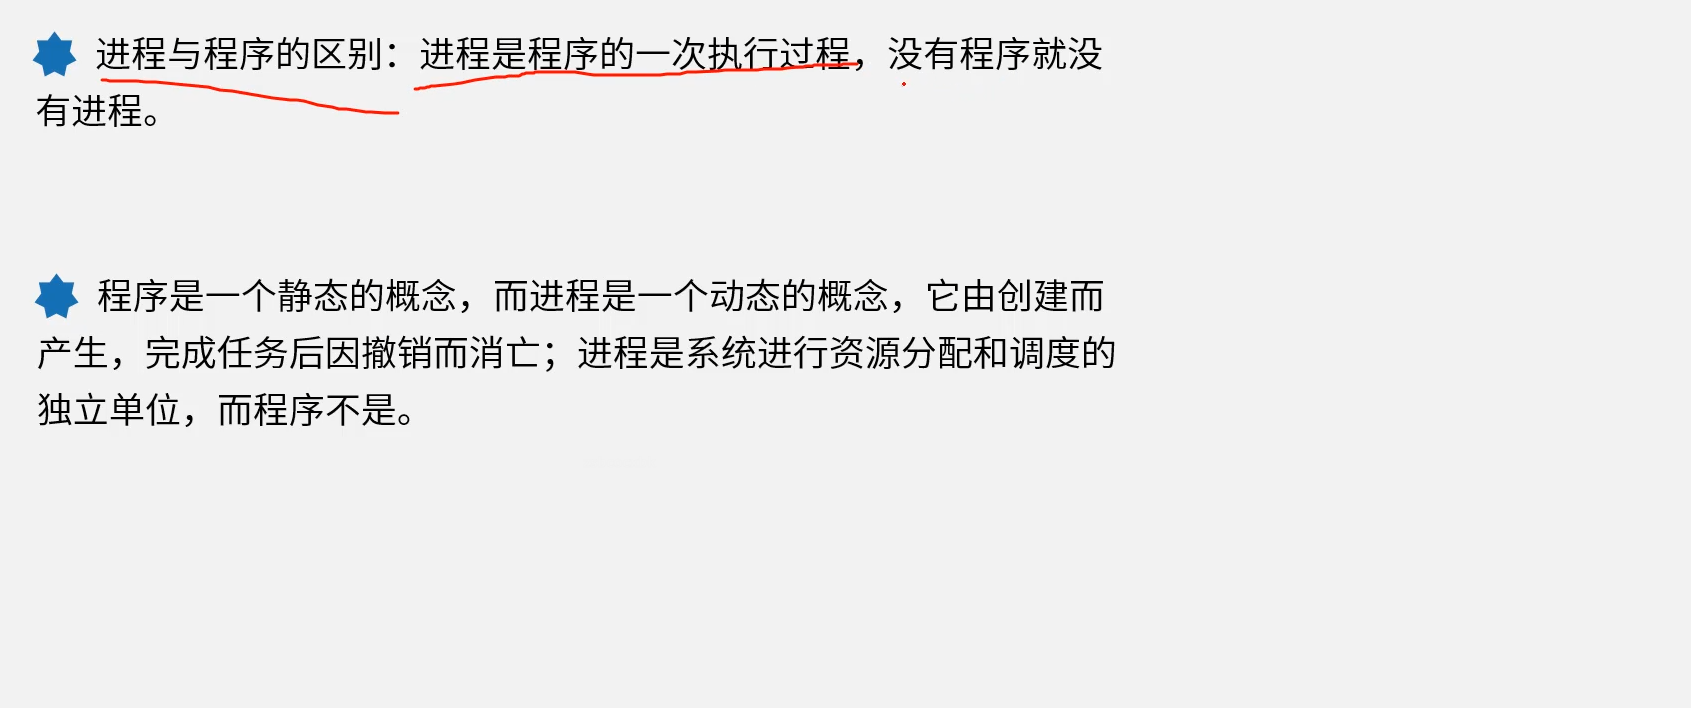 进程与程序的区别：进程是程序的一次执行过程，没有程序就没
有进程。
程序是一个静态的概念，而进程是一个动态的概念，它由创建而
产生，完成任务后因撤销而消亡；进程是系统进行资源分配和调度的
独立单位，而程序不是。